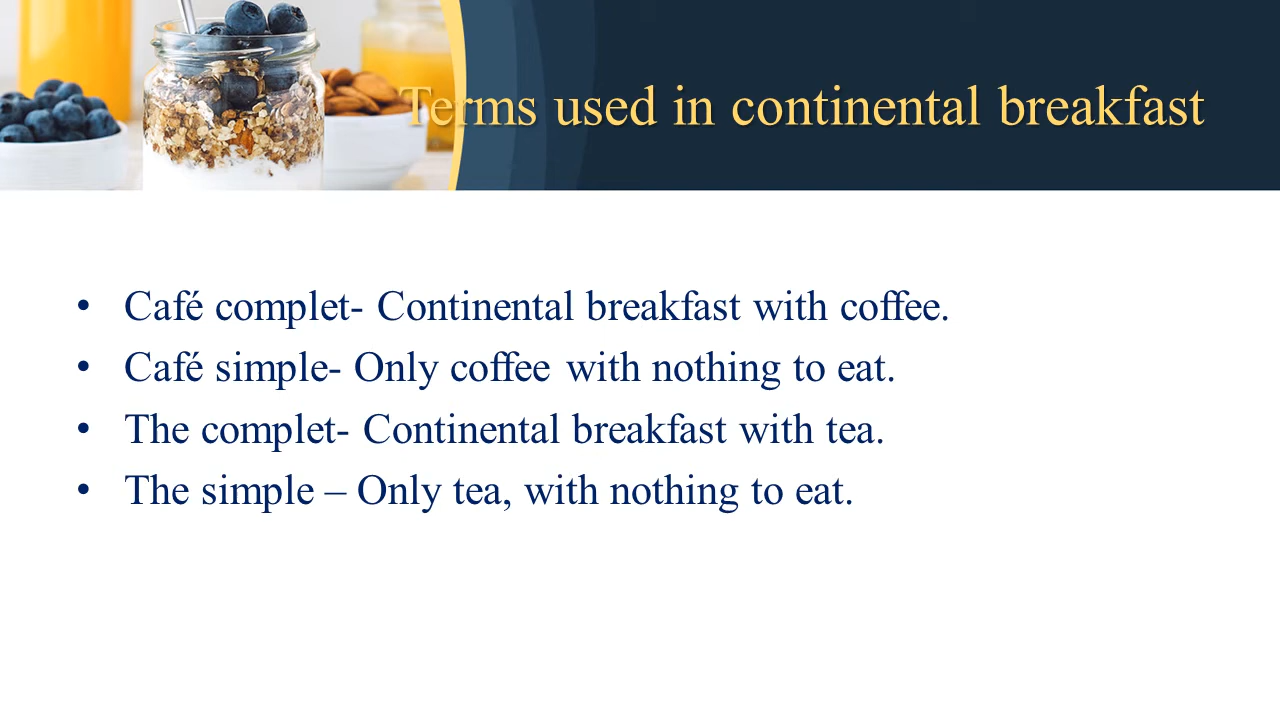 Terms used in continental breakfast
• Café complet- Continental breakfast with coffee.
• Café simple- Only coffee with nothing to eat.
• The complet- Continental breakfast with tea.
• The simple – Only tea, with nothing to eat.